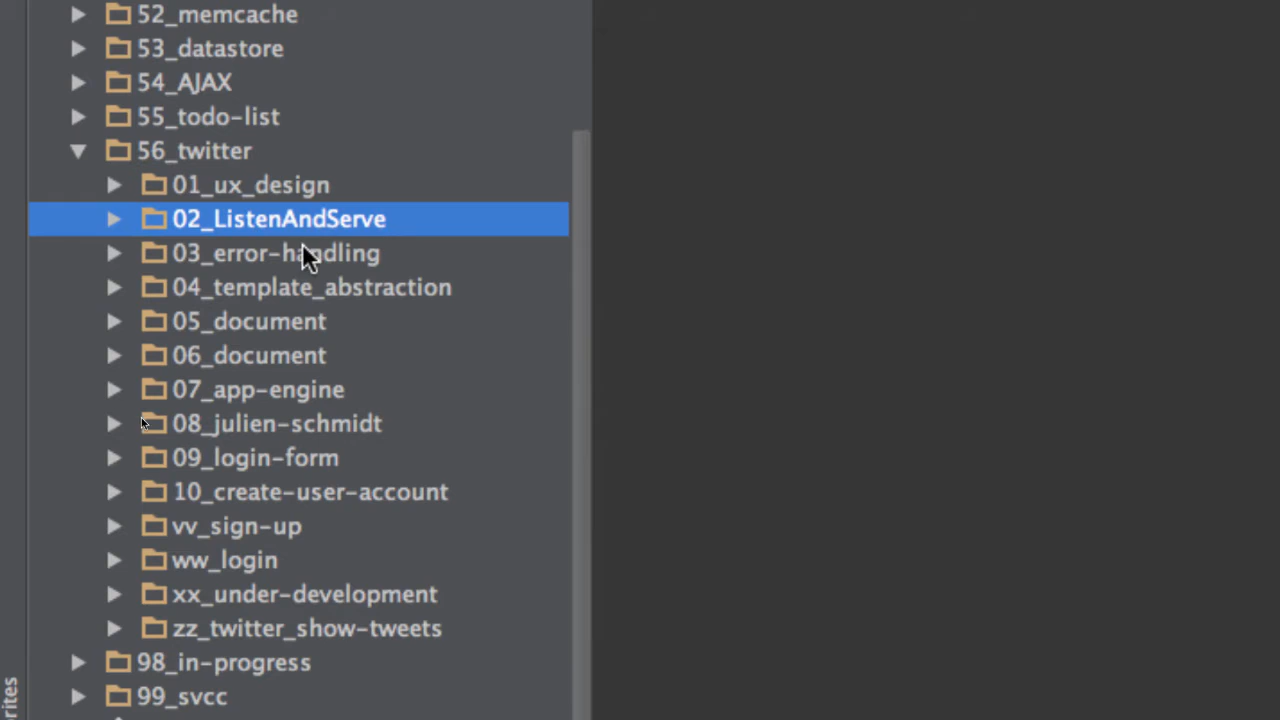 52_memcache
53_datastore
54_AJAX
55_todo-list
56_twitter
01_ux_design
02_ListenAndServe
03_error-handling
04_template_abstraction
05_document
06_document
07_app-engine
08_julien-schmidt
09_login-form
10_create-user-account
vv_sign-up
ww_login
xx_under-development
zz_twitter_show-tweets
98_in-progress
99_svcc
rites